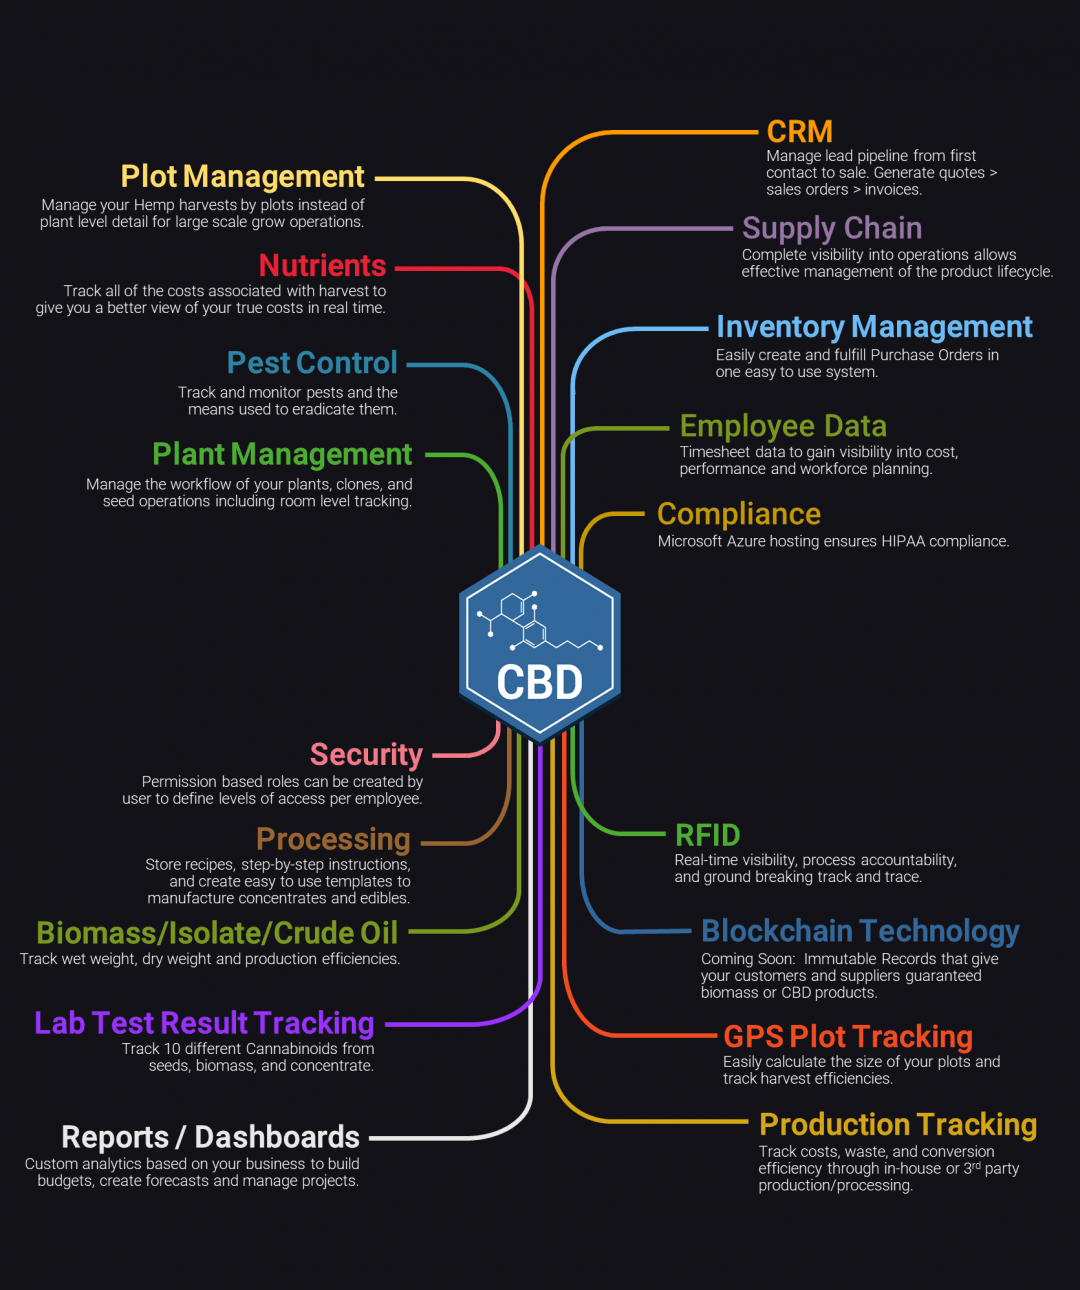 Plot Management
Manage your Hemp harvests by plots instead of
plant level detail for large scale grow operations.
Nutrients
Track all of the costs associated with harvest to
give you a better view of your true costs in real time.
Pest Control
Track and monitor pests and the
means used to eradicate them.
Plant Management
Manage the workflow of your plants, clones, and
seed operations including room level tracking.
CRM
Manage lead pipeline from first
contact to sale. Generate quotes >
sales orders > invoices.
Supply Chain
Complete visibility into operations allows
effective management of the product lifecycle.
Inventory Management
Easily create and fulfill Purchase Orders in
one easy to use system.
Employee Data
Timesheet data to gain visibility into cost,
performance and workforce planning.
Compliance
Microsoft Azure hosting ensures HIPAA compliance.
CBD
Security
Permission based roles can be created by
user to define levels of access per employee.
Processing
Store recipes, step-by-step instructions,
and create easy to use templates to
manufacture concentrates and edibles.
Biomass/Isolate/Crude Oil
Track wet weight, dry weight and production efficiencies.
Lab Test Result Tracking
Track 10 different Cannabinoids from
seeds, biomass, and concentrate.
Reports / Dashboards
Custom analytics based on your business to build
budgets, create forecasts and manage projects.
RFID
Real-time visibility, process accountability,
and ground breaking track and trace.
Blockchain Technology
Coming Soon: Immutable Records that give
your customers and suppliers guaranteed
biomass or CBD products.
GPS Plot Tracking
Easily calculate the size of your plots and
track harvest efficiencies.
Production Tracking
Track costs, waste, and conversion
efficiency through in-house or 3rd party
production/processing.